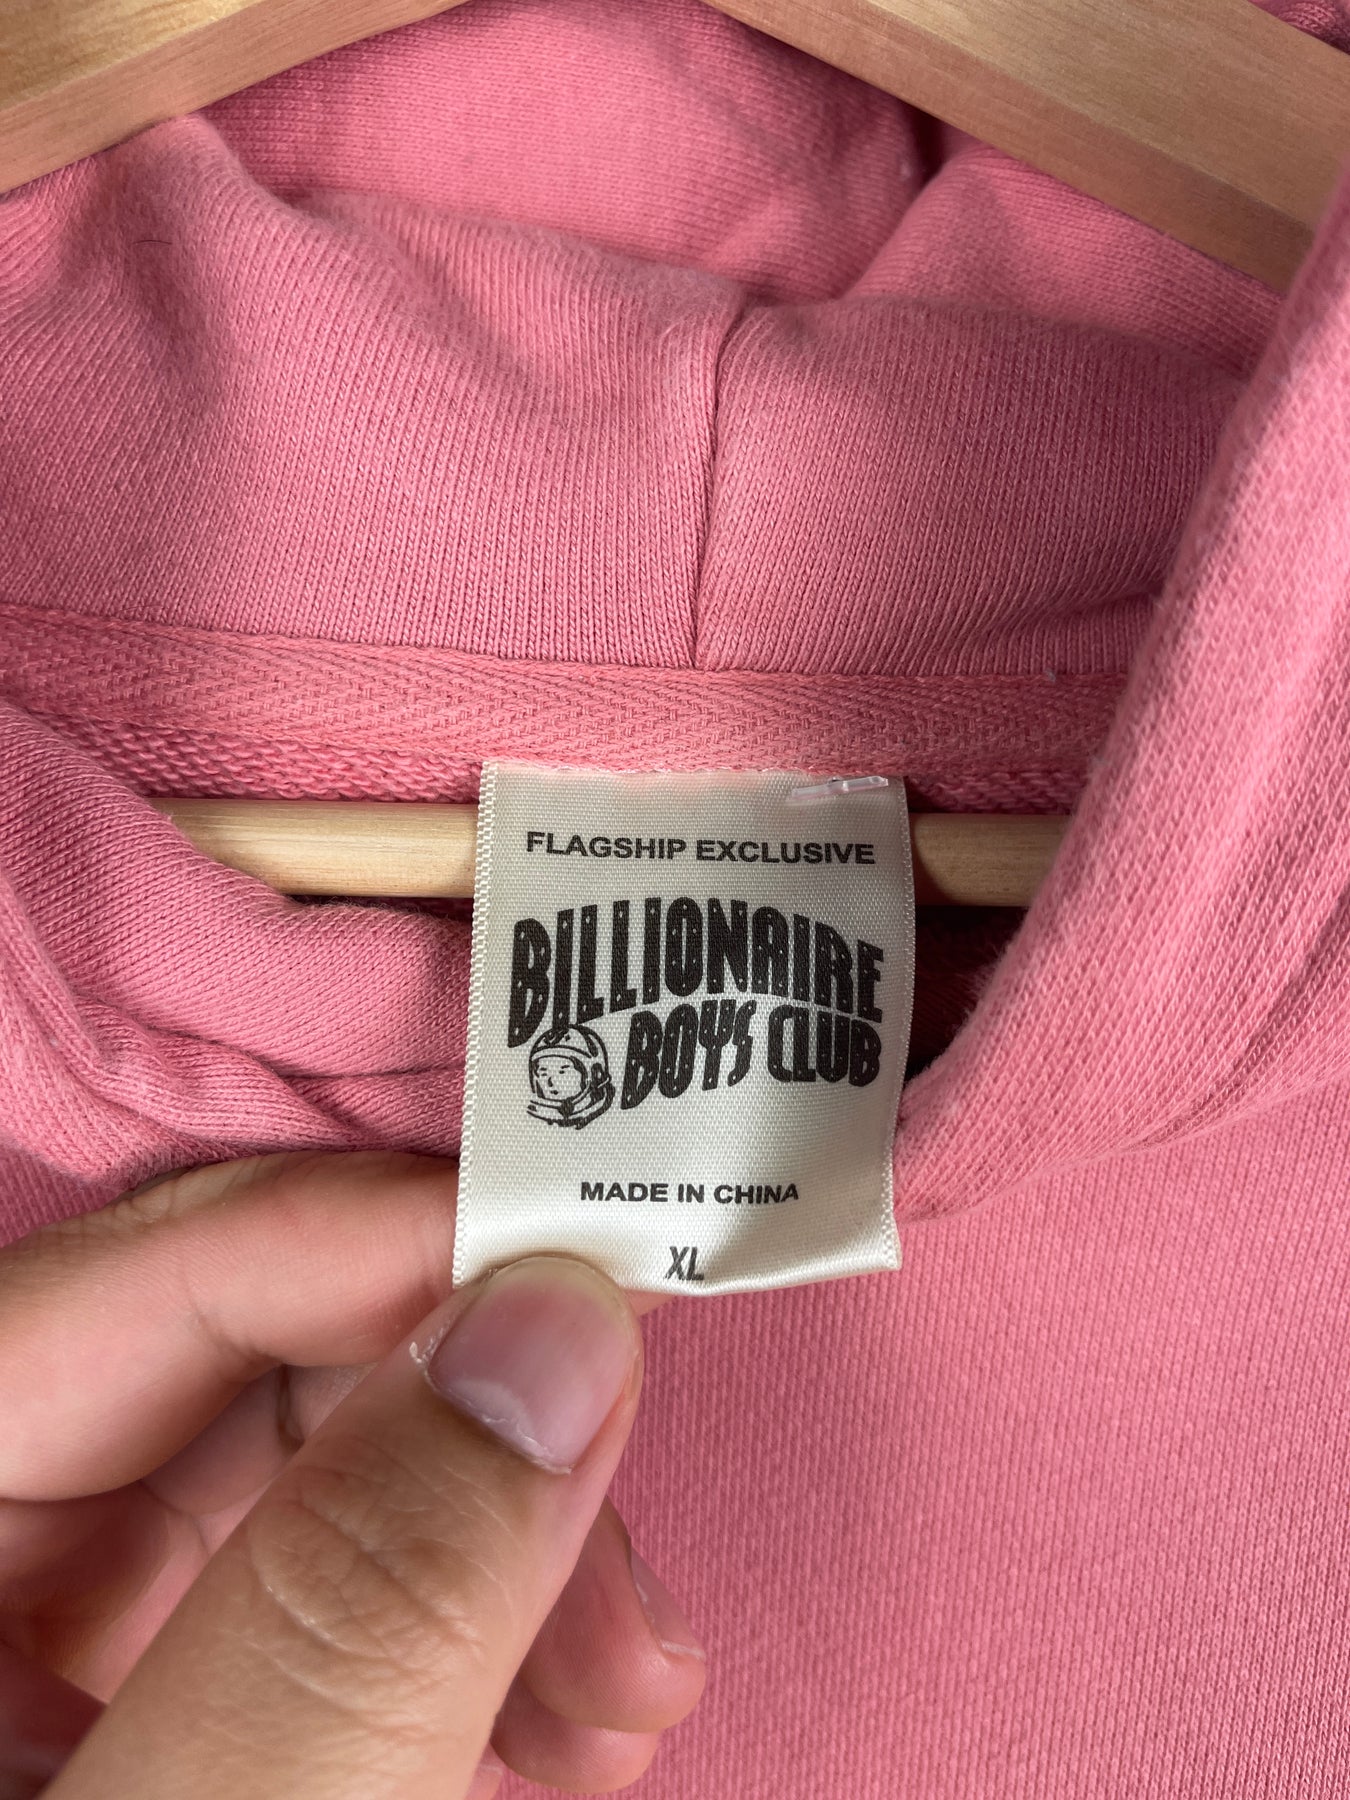 FLAGSHIP EXCLUSIVE
BILLIONAIRE
BOYS CLUB
MADE IN CHINA
XL